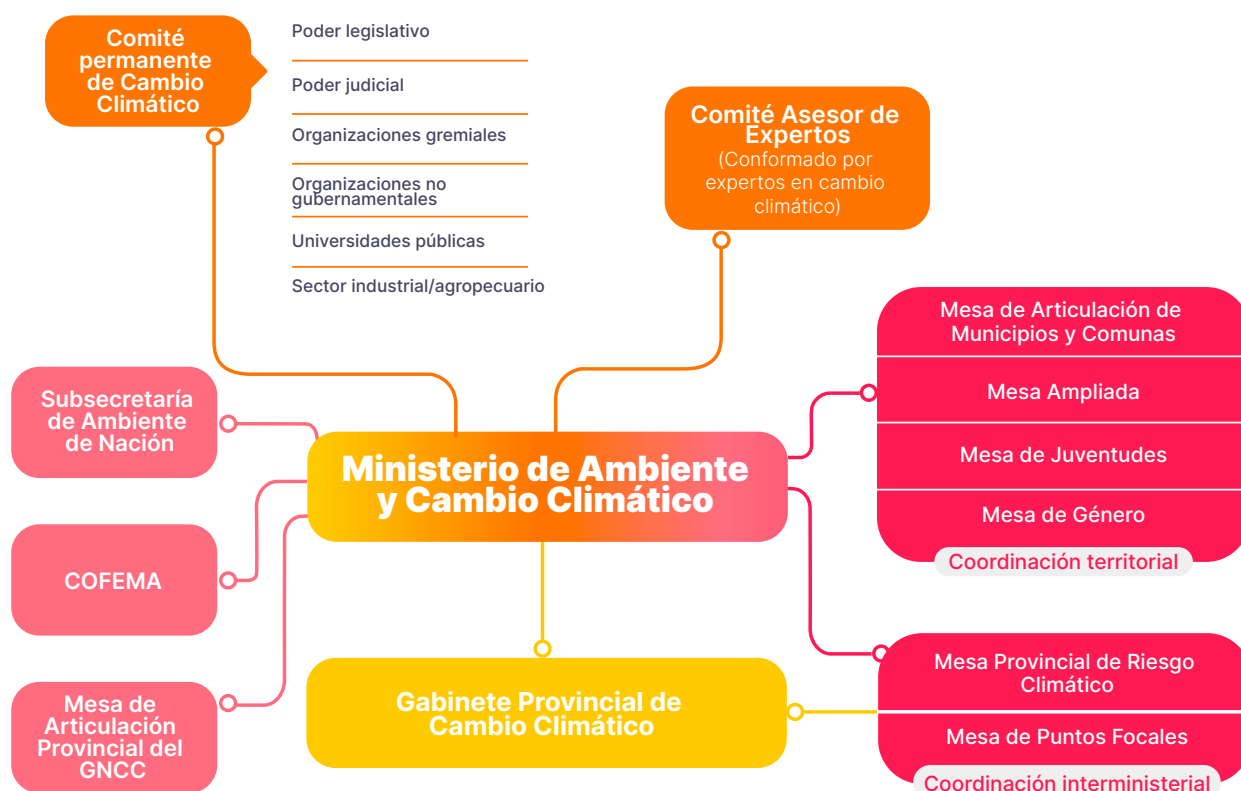 Comité
permanente
de Cambio
Climático
Poder legislativo
Poder judicial
Organizaciones gremiales
Organizaciones no
gubernamentales
Universidades públicas
Sector industrial/agropecuario
Comité Asesor de
Expertos
(Conformado por
expertos en cambio
climático)
Mesa de Articulación de
Municipios y Comunas
Mesa Ampliada
Mesa de Juventudes
Mesa de Género
Coordinación territorial
Subsecretaría
de Ambiente
de Nación
Ministerio de Ambiente
y Cambio Climático
COFEMA
Mesa de
Articulación
Provincial del
GNCC
Gabinete Provincial de
Cambio Climático
Mesa Provincial de Riesgo
Climático
Mesa de Puntos Focales
Coordinación interministerial